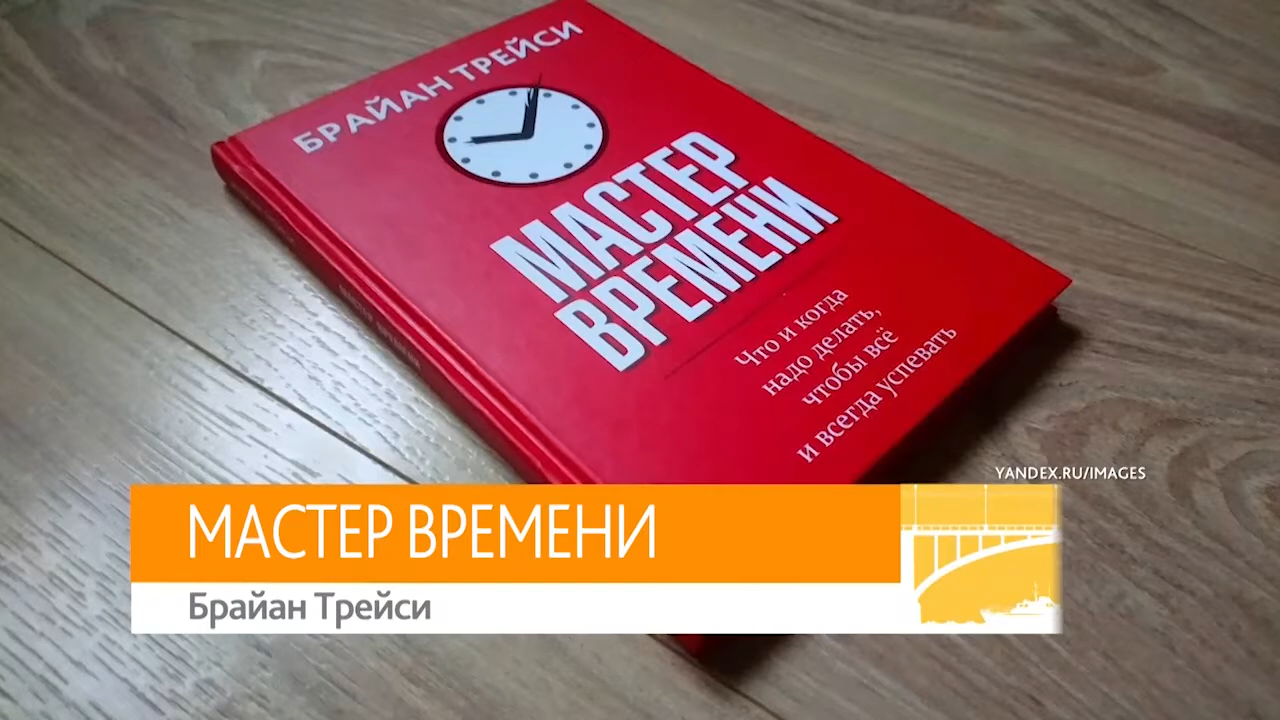 БРАЙАН ТРЕЙСИ
МАСТЕР
ВРЕМЕНИ
Что и когда
надо делать,
чтобы всё
и всегда успевать
YANDEX.RU/IMAGES
МАСТЕР ВРЕМЕНИ
Брайан Трейси